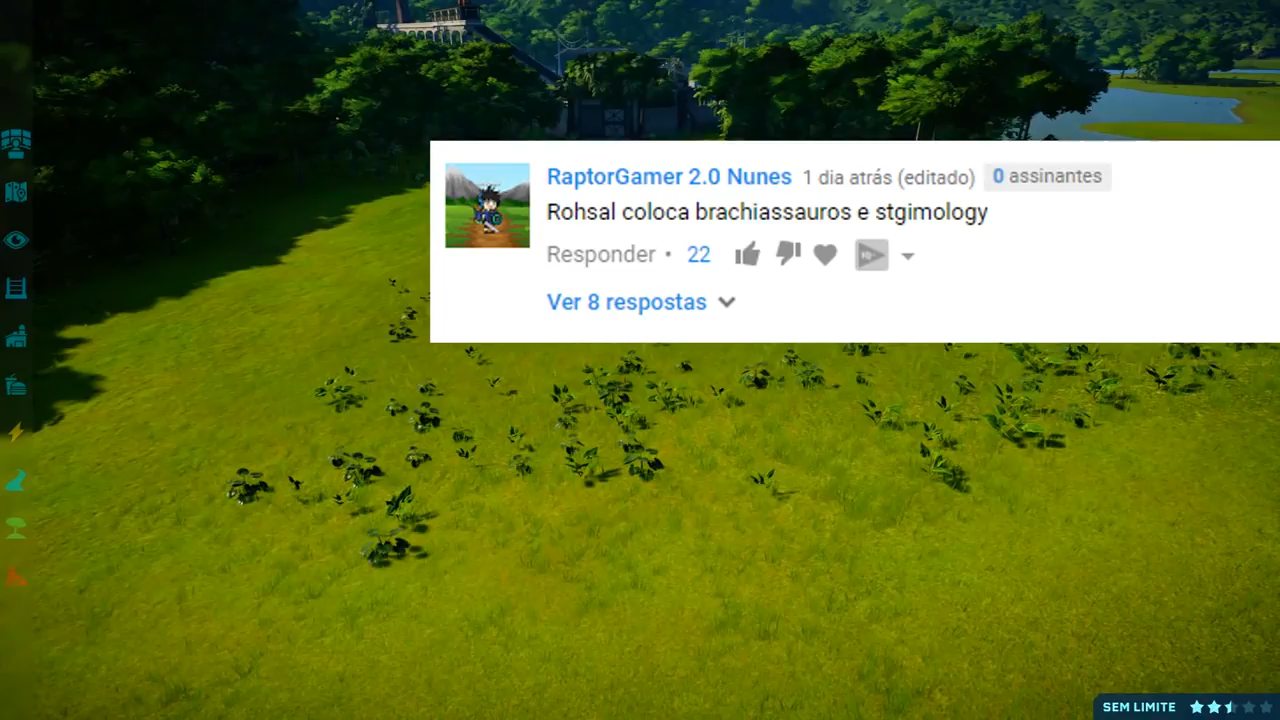 RaptorGamer 2.0 Nunes 1 dia atrás (editado) 0 assinantes
Rohsal coloca brachiassauros e stgimology
Responder • 22
Ver 8 respostas
SEM LIMITE